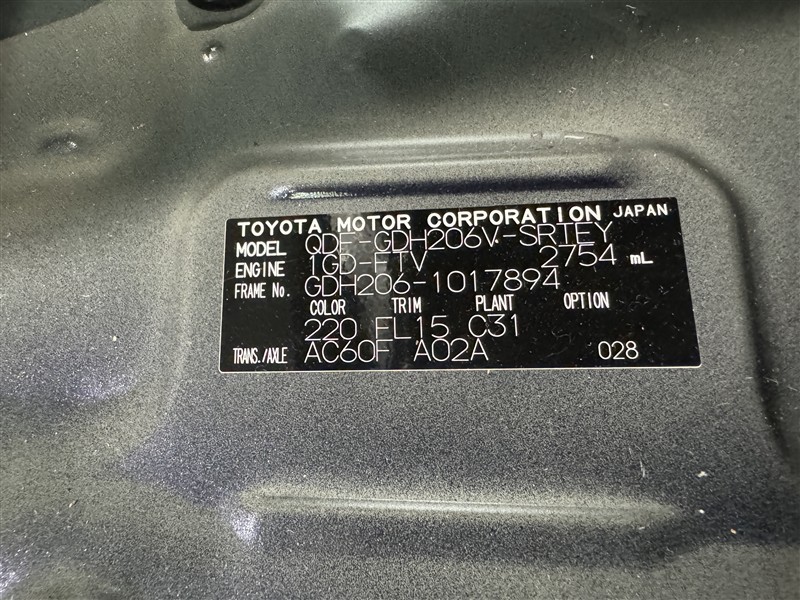 TOYOTA MOTOR CORPORATION JAPAN
MODEL QDF-GDH206V-SRTEY
ENGINE 1GD-FTV 2754 mL
FRAME No. GDH206-1017894
COLOR TRIM PLANT OPTION
220 FL15 C31
TRANS./AXLE AC60F A02A 028